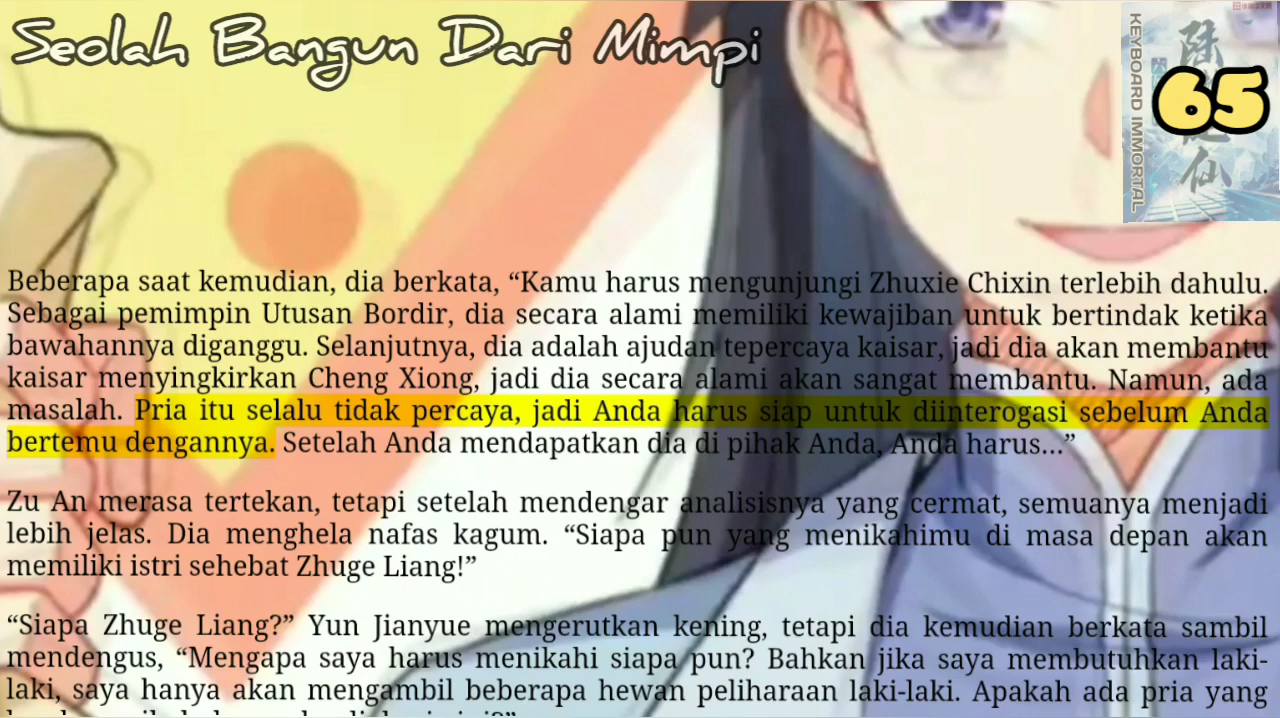 Seolah Bangun Dari Mimpi
KEYBOARD IMMORTAL
65
Beberapa saat kemudian, dia berkata, “Kamu harus mengunjungi Zhuxie Chixin terlebih dahulu.
Sebagai pemimpin Utusan Bordir, dia secara alami memiliki kewajiban untuk bertindak ketika
bawahannya diganggu. Selanjutnya, dia adalah ajudan tepercaya kaisar, jadi dia akan membantu
kaisar menyingkirkan Cheng Xiong, jadi dia secara alami akan sangat membantu. Namun, ada
masalah. Pria itu selalu tidak percaya, jadi Anda harus siap untuk diinterogasi sebelum Anda
bertemu dengannya. Setelah Anda mendapatkan dia di pihak Anda, Anda harus…”
Zu An merasa tertekan, tetapi setelah mendengar analisisnya yang cermat, semuanya menjadi
lebih jelas. Dia menghela nafas kagum. “Siapa pun yang menikahimu di masa depan akan
memiliki istri sehebat Zhuge Liang!”
“Siapa Zhuge Liang?” Yun Jianyue mengerutkan kening, tetapi dia kemudian berkata sambil
mendengus, “Mengapa saya harus menikahi siapa pun? Bahkan jika saya membutuhkan laki-
laki, saya hanya akan mengambil beberapa hewan peliharaan laki-laki. Apakah ada pria yang